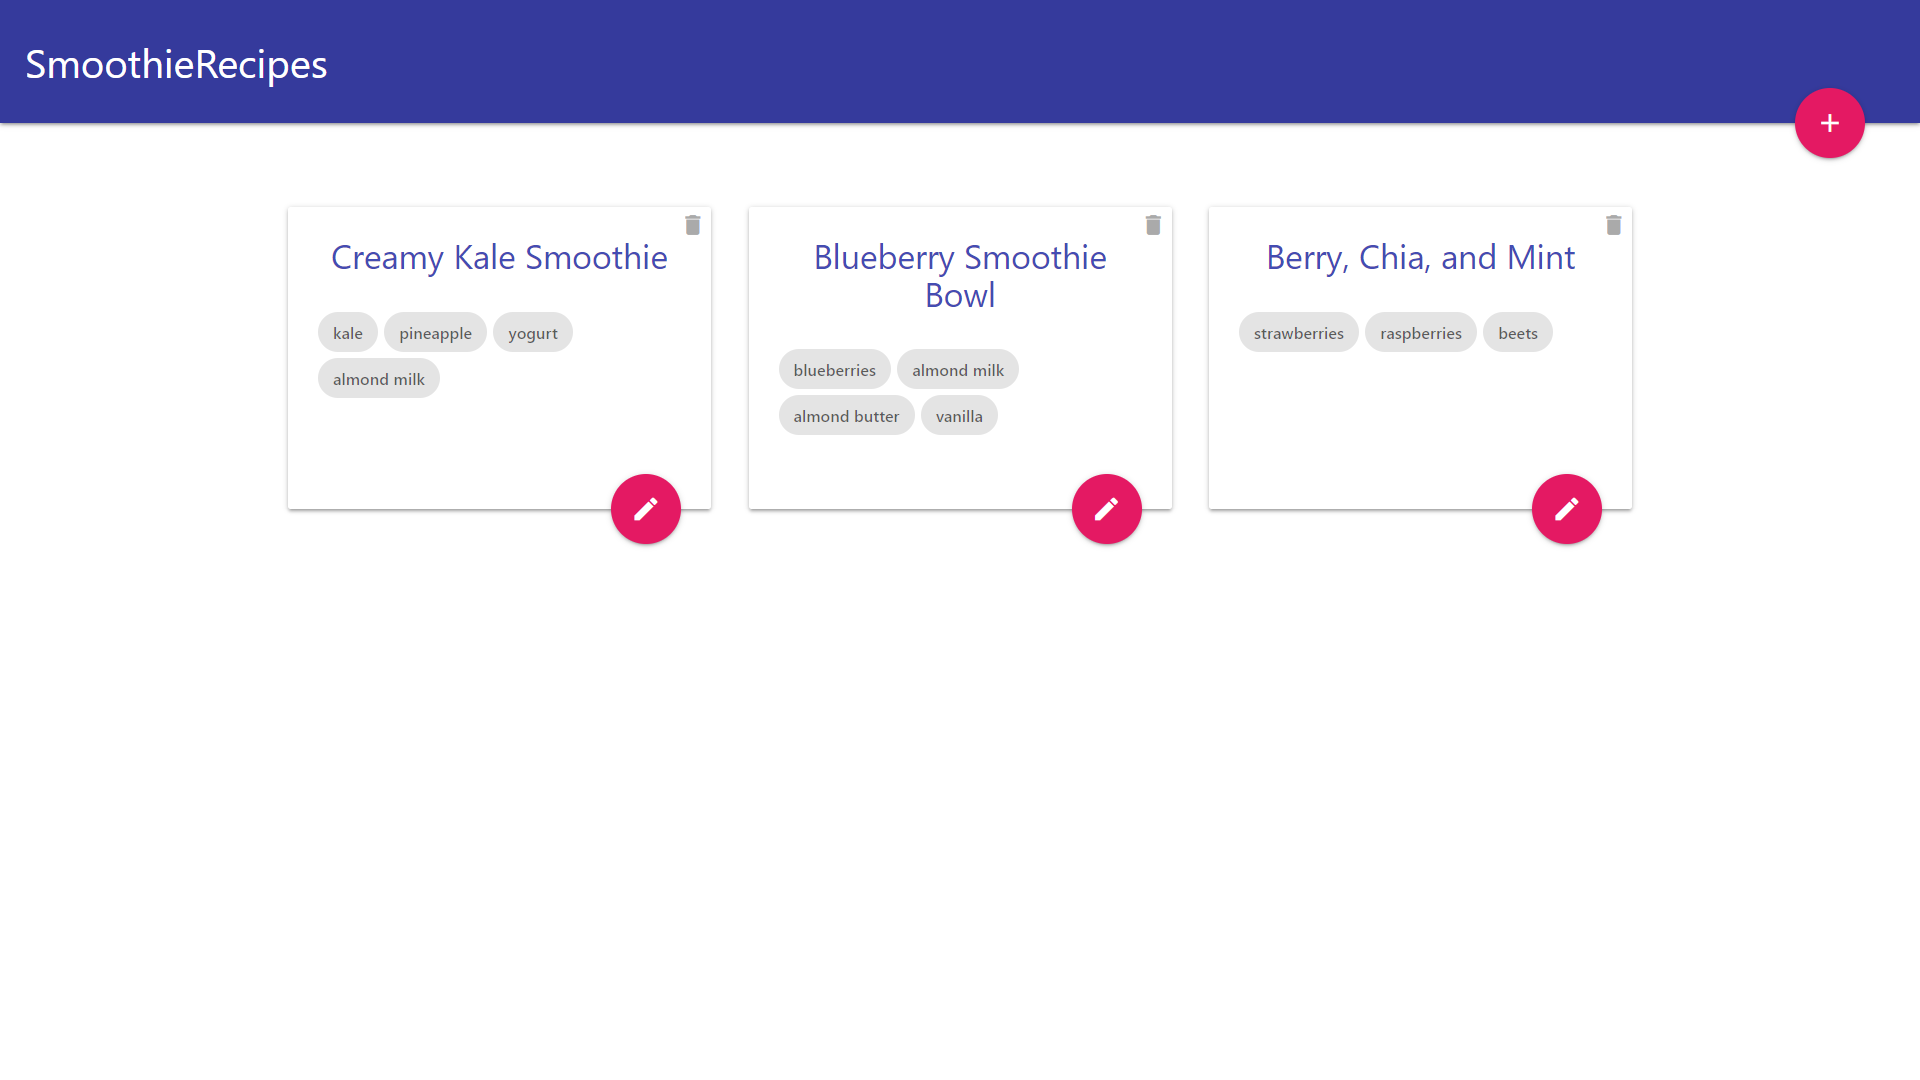 SmoothieRecipes
Creamy Kale Smoothie
kale pineapple yogurt
almond milk
Blueberry Smoothie
Bowl
blueberries almond milk
almond butter vanilla
Berry, Chia, and Mint
strawberries raspberries beets